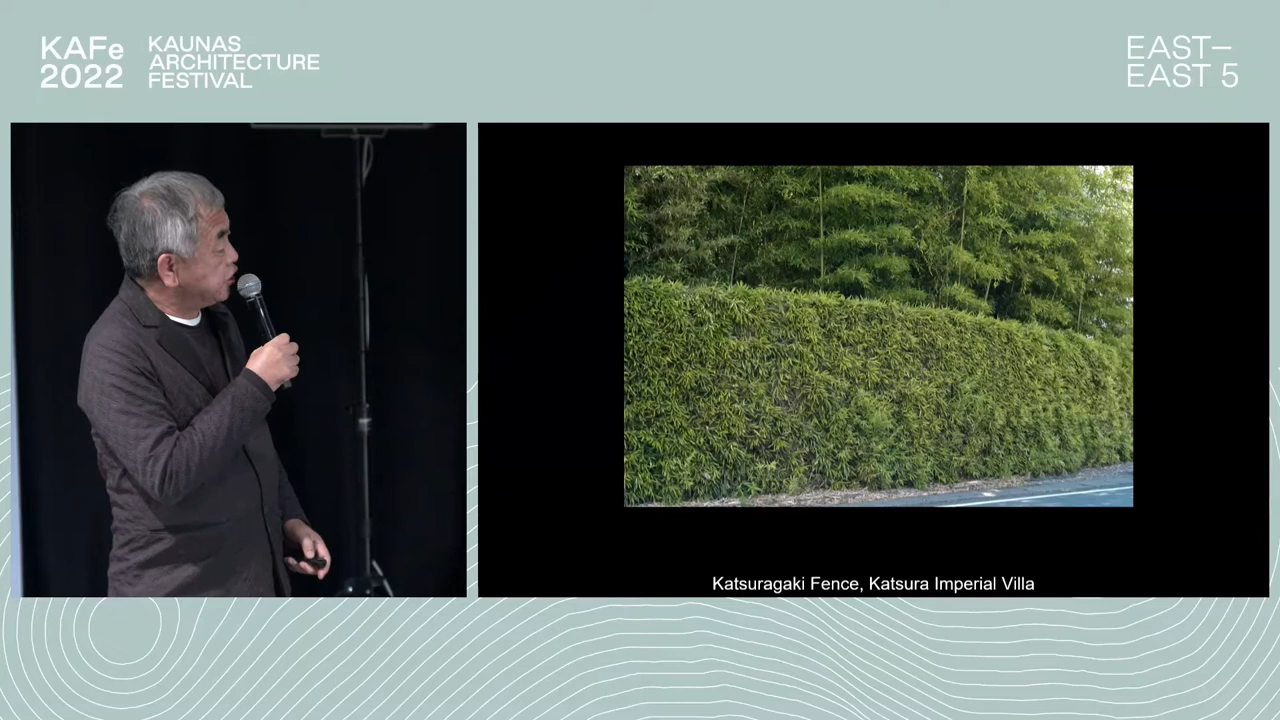 KAFe
2022
KAUNAS
ARCHITECTURE
FESTIVAL
EAST–
EAST 5
Katsuragaki Fence, Katsura Imperial Villa